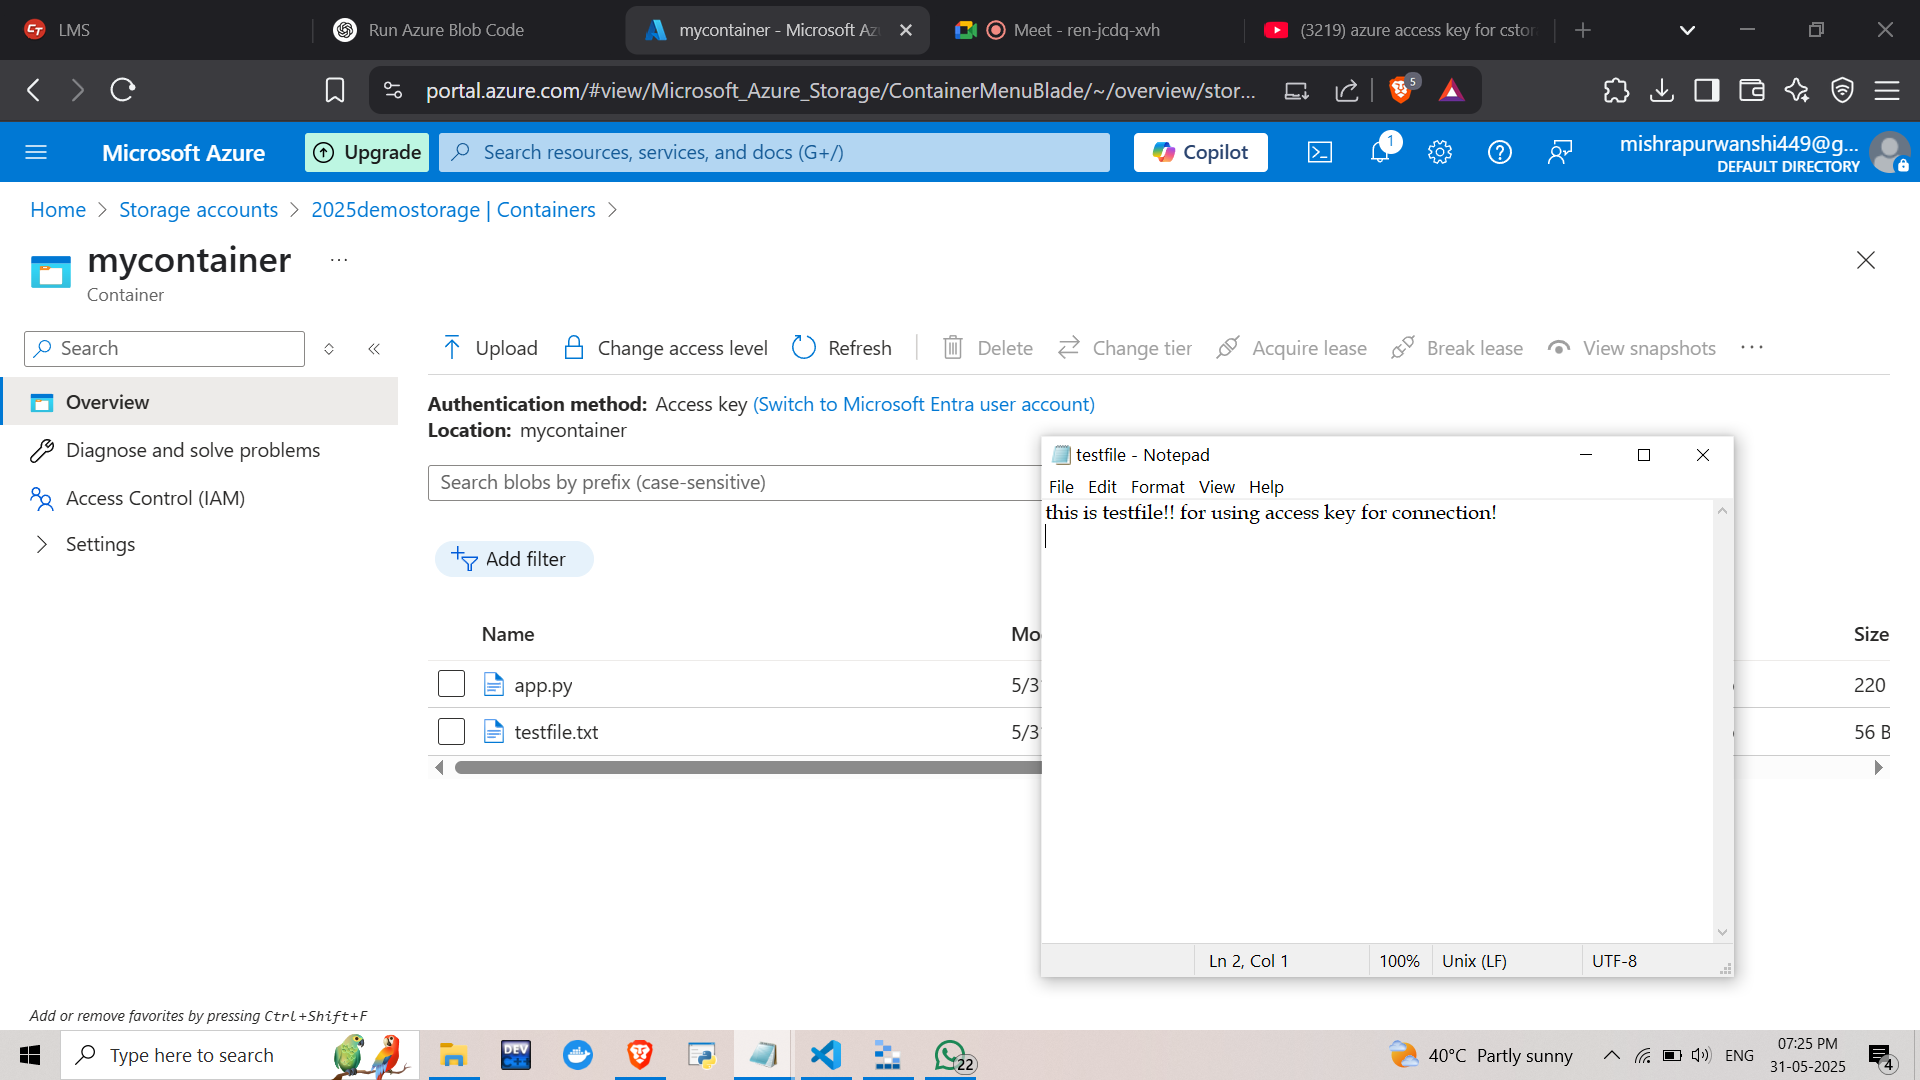 LMS
Run Azure Blob Code
mycontainer - Microsoft Az
Meet - ren-jcdq-xvh
(3219) azure access key for cstor
portal.azure.com/#view/Microsoft_Azure_Storage/ContainerMenuBlade/~/overview/stor...
5
Microsoft Azure
Upgrade
Search resources, services, and docs (G+/)
Copilot
1
mishrapurwanshi449@g...
DEFAULT DIRECTORY
Home > Storage accounts > 2025demostorage | Containers >
mycontainer ...
Container
Search
Upload
Change access level
Refresh
Delete
Change tier
Acquire lease
Break lease
View snapshots
...
Overview
Diagnose and solve problems
Access Control (IAM)
Settings
Authentication method: Access key (Switch to Microsoft Entra user account)
Location: mycontainer
Search blobs by prefix (case-sensitive)
Add filter
Name
Mo
Size
app.py
5/3
220
testfile.txt
5/3
56 B
testfile - Notepad
File Edit Format View Help
this is testfile!! for using access key for connection!
Ln 2, Col 1
100%
Unix (LF)
UTF-8
Add or remove favorites by pressing Ctrl+Shift+F
Type here to search
DEV
C++
22
40°C Partly sunny
ENG
07:25 PM
31-05-2025
4